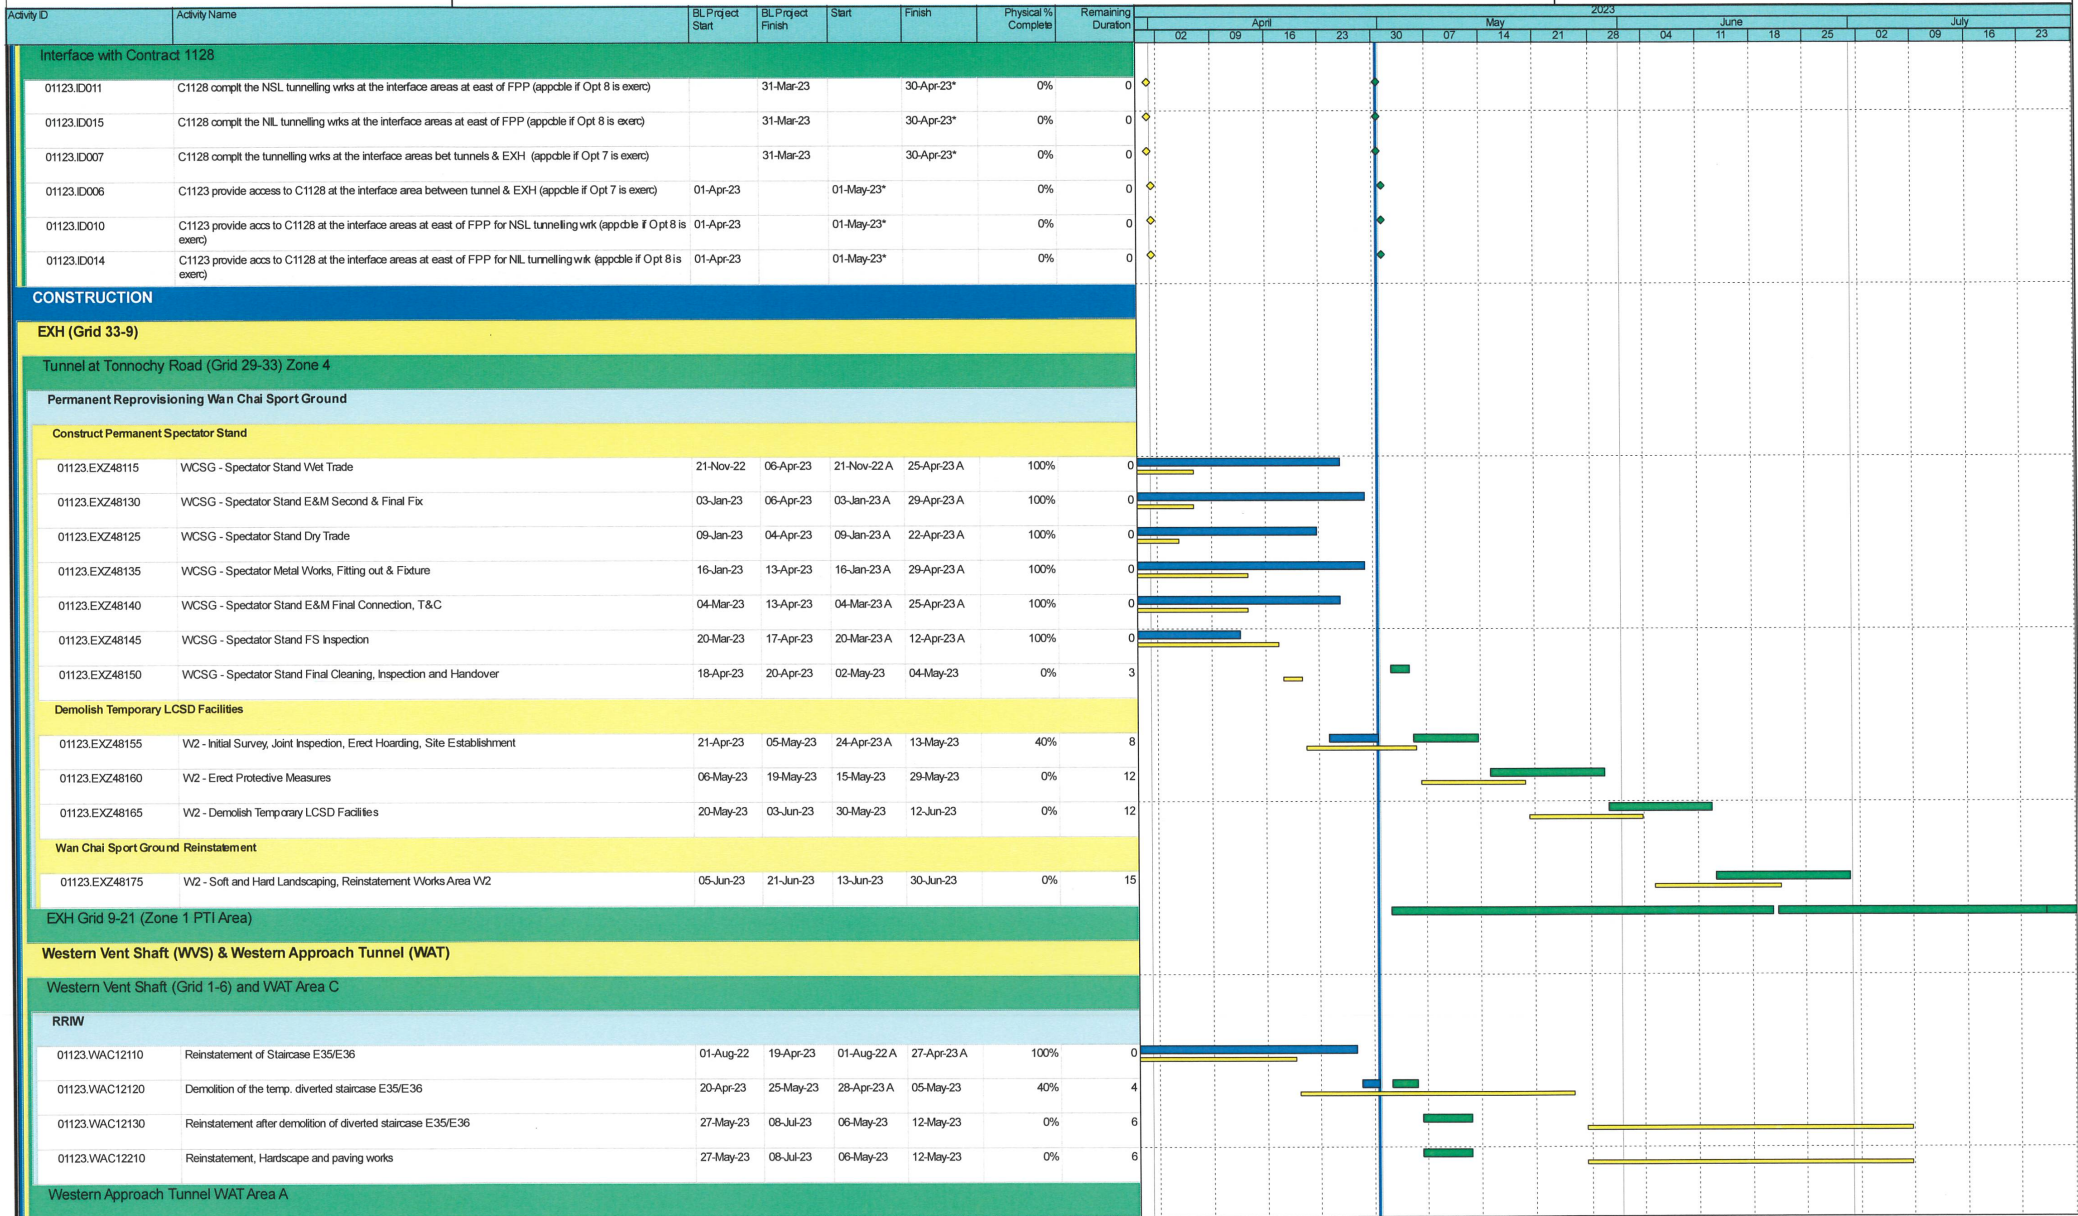 Activity ID Activity Name BL Project Start BL Project Finish Start Finish Physical % Complete Remaining Duration 2023
April May June July
02 09 16 23 30 07 14 21 28 04 11 18 25 02 09 16 23
Interface with Contract 1128
01123.ID011 C1128 complt the NSL tunnelling wrks at the interface areas at east of FPP (appcble if Opt 8 is exerc) 31-Mar-23 30-Apr-23* 0% 0
01123.ID015 C1128 complt the NIL tunnelling wrks at the interface areas at east of FPP (appcble if Opt 8 is exerc) 31-Mar-23 30-Apr-23* 0% 0
01123.ID007 C1128 complt the tunnelling wrks at the interface areas bet tunnels & EXH (appcble if Opt 7 is exerc) 31-Mar-23 30-Apr-23* 0% 0
01123.ID006 C1123 provide access to C1128 at the interface area between tunnel & EXH (appcble if Opt 7 is exerc) 01-Apr-23 01-May-23* 0% 0
01123.ID010 C1123 provide accs to C1128 at the interface areas at east of FPP for NSL tunnelling wrk (appcble if Opt 8 is 01-Apr-23 01-May-23* 0% 0
exerc)
01123.ID014 C1123 provide accs to C1128 at the interface areas at east of FPP for NIL tunnelling wrk (appcble if Opt 8 is 01-Apr-23 01-May-23* 0% 0
exerc)
CONSTRUCTION
EXH (Grid 33-9)
Tunnel at Tonnochy Road (Grid 29-33) Zone 4
Permanent Reprovisioning Wan Chai Sport Ground
Construct Permanent Spectator Stand
01123.EXZ48115 WCSG - Spectator Stand Wet Trade 21-Nov-22 06-Apr-23 21-Nov-22 A 25-Apr-23 A 100% 0
01123.EXZ48130 WCSG - Spectator Stand E&M Second & Final Fix 03-Jan-23 06-Apr-23 03-Jan-23 A 29-Apr-23 A 100% 0
01123.EXZ48125 WCSG - Spectator Stand Dry Trade 09-Jan-23 04-Apr-23 09-Jan-23 A 22-Apr-23 A 100% 0
01123.EXZ48135 WCSG - Spectator Metal Works, Fitting out & Fixture 16-Jan-23 13-Apr-23 16-Jan-23 A 29-Apr-23 A 100% 0
01123.EXZ48140 WCSG - Spectator Stand E&M Final Connection, T&C 04-Mar-23 13-Apr-23 04-Mar-23 A 25-Apr-23 A 100% 0
01123.EXZ48145 WCSG - Spectator Stand FS Inspection 20-Mar-23 17-Apr-23 20-Mar-23 A 12-Apr-23 A 100% 0
01123.EXZ48150 WCSG - Spectator Stand Final Cleaning, Inspection and Handover 18-Apr-23 20-Apr-23 02-May-23 04-May-23 0% 3
Demolish Temporary LCSD Facilities
01123.EXZ48155 W2 - Initial Survey, Joint Inspection, Erect Hoarding, Site Establishment 21-Apr-23 05-May-23 24-Apr-23 A 13-May-23 40% 8
01123.EXZ48160 W2 - Erect Protective Measures 06-May-23 19-May-23 15-May-23 29-May-23 0% 12
01123.EXZ48165 W2 - Demolish Temporary LCSD Facilities 20-May-23 03-Jun-23 30-May-23 12-Jun-23 0% 12
Wan Chai Sport Ground Reinstatement
01123.EXZ48175 W2 - Soft and Hard Landscaping, Reinstatement Works Area W2 05-Jun-23 21-Jun-23 13-Jun-23 30-Jun-23 0% 15
EXH Grid 9-21 (Zone 1 PTI Area)
Western Vent Shaft (WVS) & Western Approach Tunnel (WAT)
Western Vent Shaft (Grid 1-6) and WAT Area C
RRIW
01123.WAC12110 Reinstatement of Staircase E35/E36 01-Aug-22 19-Apr-23 01-Aug-22 A 27-Apr-23 A 100% 0
01123.WAC12120 Demolition of the temp. diverted staircase E35/E36 20-Apr-23 25-May-23 28-Apr-23 A 05-May-23 40% 4
01123.WAC12130 Reinstatement after demolition of diverted staircase E35/E36 27-May-23 08-Jul-23 06-May-23 12-May-23 0% 6
01123.WAC12210 Reinstatement, Hardscape and paving works 27-May-23 08-Jul-23 06-May-23 12-May-23 0% 6
Western Approach Tunnel WAT Area A